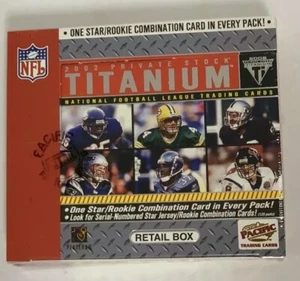 ONE STAR/ROOKIE COMBINATION CARD IN EVERY PACK!
NFL
2002 PRIVATE STOCK
TITANIUM
NATIONAL FOOTBALL LEAGUE TRADING CARDS
PACIFIC
• One Star/Rookie Combination Card in Every Pack!
• Look for Serial-Numbered Star Jersey/Rookie Combination Cards!
PLAYERS
RETAIL BOX
PACIFIC
TRADING CARDS